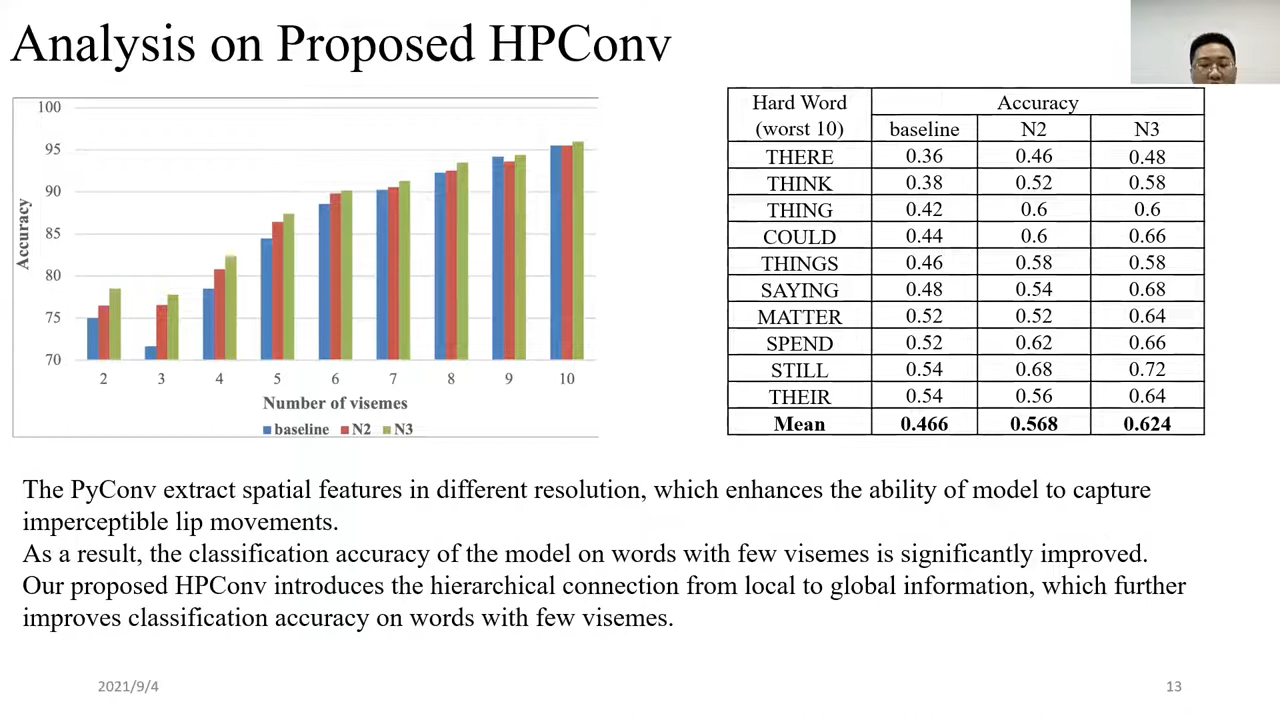 Analysis on Proposed HPConv
100
95
90
85
80
75
70
Accuracy
2 3 4 5 6 7 8 9 10
Number of visemes
baseline N2 N3
Hard Word (worst 10) Accuracy
baseline N2 N3
THERE 0.36 0.46 0.48
THINK 0.38 0.52 0.58
THING 0.42 0.6 0.6
COULD 0.44 0.6 0.66
THINGS 0.46 0.58 0.58
SAYING 0.48 0.54 0.68
MATTER 0.52 0.52 0.64
SPEND 0.52 0.62 0.66
STILL 0.54 0.68 0.72
THEIR 0.54 0.56 0.64
Mean 0.466 0.568 0.624
The PyConv extract spatial features in different resolution, which enhances the ability of model to capture
imperceptible lip movements.
As a result, the classification accuracy of the model on words with few visemes is significantly improved.
Our proposed HPConv introduces the hierarchical connection from local to global information, which further
improves classification accuracy on words with few visemes.
2021/9/4
13